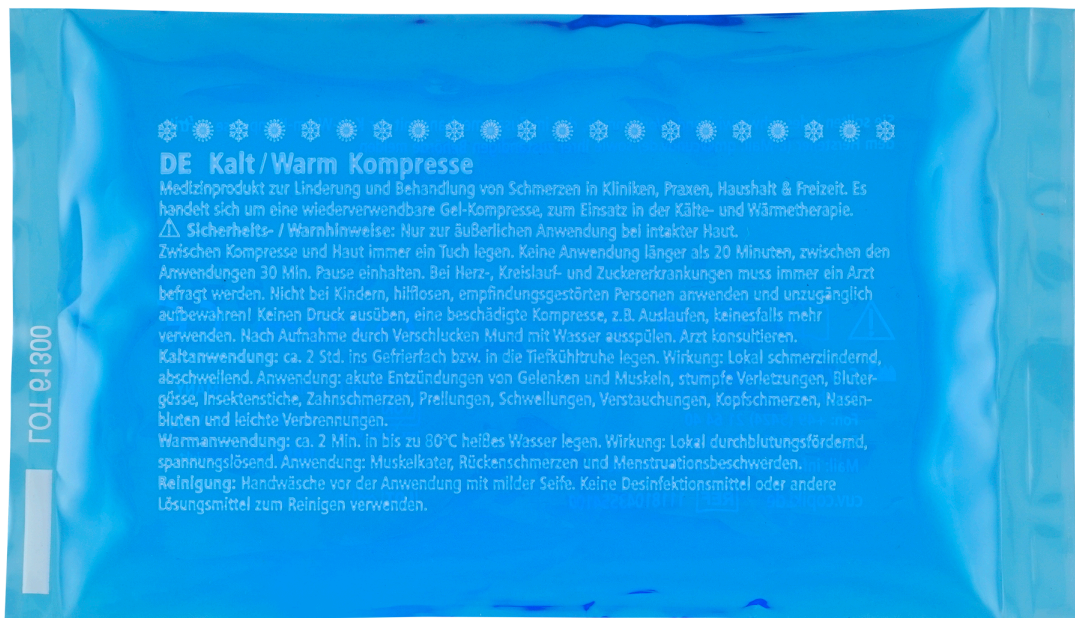 DE Kalt / Warm Kompresse
Medizinprodukt zur Linderung und Behandlung von Schmerzen in Kliniken, Praxen, Haushalt & Freizeit. Es
handelt sich um eine wiederverwendbare Gel-Kompresse, zum Einsatz in der Kälte- und Wärmetherapie.
⚠ Sicherheits- / Warnhinweise: Nur zur äußerlichen Anwendung bei intakter Haut.
Zwischen Kompresse und Haut immer ein Tuch legen. Keine Anwendung länger als 20 Minuten, zwischen den
Anwendungen 30 Min. Pause einhalten. Bei Herz-, Kreislauf- und Zuckererkrankungen muss immer ein Arzt
befragt werden. Nicht bei Kindern, hilflosen, empfindungsgestörten Personen anwenden und unzugänglich
aufbewahren! Keinen Druck ausüben, eine beschädigte Kompresse, z.B. Auslaufen, keinesfalls mehr
verwenden. Nach Aufnahme durch Verschlucken Mund mit Wasser ausspülen. Arzt konsultieren.
Kaltanwendung: ca. 2 Std. ins Gefrierfach bzw. in die Tiefkühltruhe legen. Wirkung: Lokal schmerzlindernd,
abschwellend. Anwendung: akute Entzündungen von Gelenken und Muskeln, stumpfe Verletzungen, Bluter-
güsse, Insektenstiche, Zahnschmerzen, Prellungen, Schwellungen, Verstauchungen, Kopfschmerzen, Nasen-
bluten und leichte Verbrennungen.
Warmanwendung: ca. 2 Min. in bis zu 80°C heißes Wasser legen. Wirkung: Lokal durchblutungsfördernd,
spannungslösend. Anwendung: Muskelkater, Rückenschmerzen und Menstruationsbeschwerden.
Reinigung: Handwäsche vor der Anwendung mit milder Seife. Keine Desinfektionsmittel oder andere
Lösungsmittel zum Reinigen verwenden.
LOT 61300